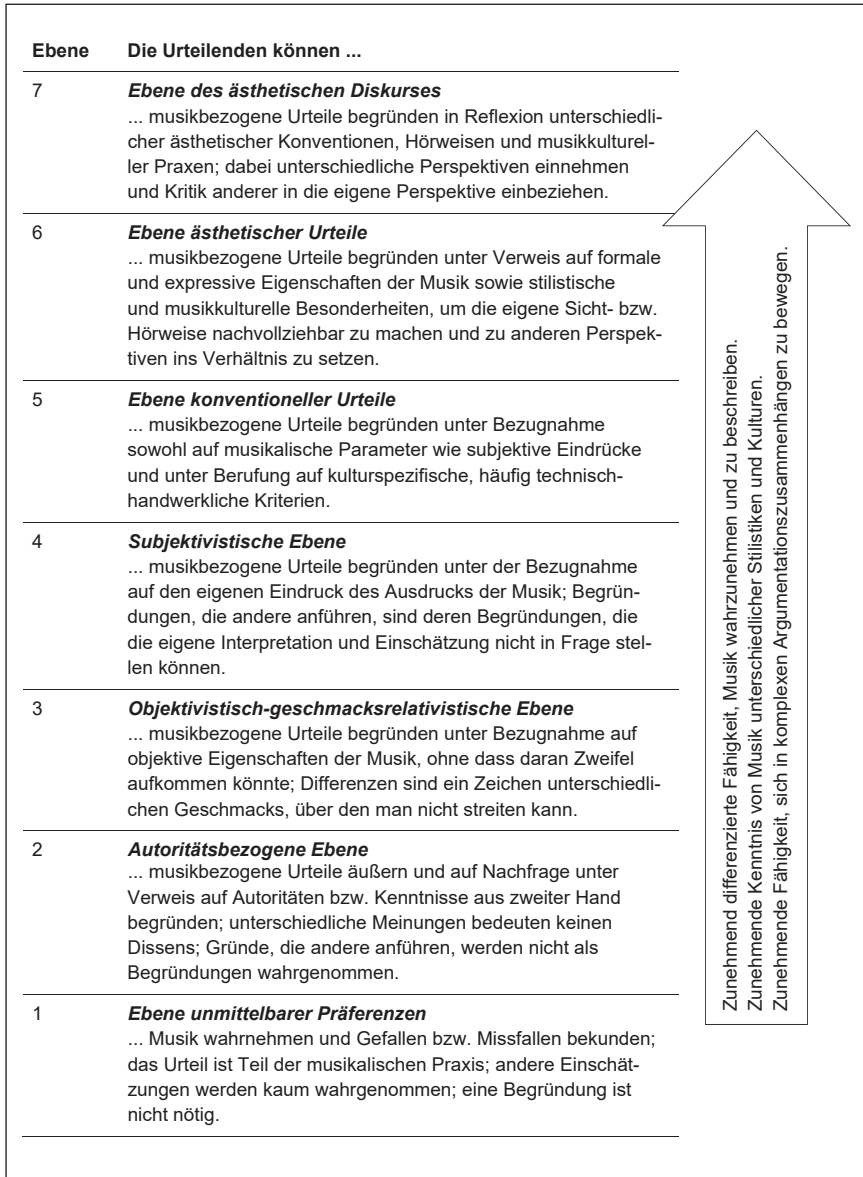 Ebene Die Urteilenden können ...
7 Ebene des ästhetischen Diskurses
... musikbezogene Urteile begründen in Reflexion unterschiedli-
cher ästhetischer Konventionen, Hörweisen und musikkulturel-
ler Praxen; dabei unterschiedliche Perspektiven einnehmen
und Kritik anderer in die eigene Perspektive einbeziehen.
6 Ebene ästhetischer Urteile
... musikbezogene Urteile begründen unter Verweis auf formale
und expressive Eigenschaften der Musik sowie stilistische
und musikkulturelle Besonderheiten, um die eigene Sicht- bzw.
Hörweise nachvollziehbar zu machen und zu anderen Perspek-
tiven ins Verhältnis zu setzen.
5 Ebene konventioneller Urteile
... musikbezogene Urteile begründen unter Bezugnahme
sowohl auf musikalische Parameter wie subjektive Eindrücke
und unter Berufung auf kulturspezifische, häufig technisch-
handwerkliche Kriterien.
4 Subjektivistische Ebene
... musikbezogene Urteile begründen unter der Bezugnahme
auf den eigenen Eindruck des Ausdrucks der Musik; Begrün-
dungen, die andere anführen, sind deren Begründungen, die
die eigene Interpretation und Einschätzung nicht in Frage stel-
len können.
3 Objektivistisch-geschmacksrelativistische Ebene
... musikbezogene Urteile begründen unter Bezugnahme auf
objektive Eigenschaften der Musik, ohne dass daran Zweifel
aufkommen könnte; Differenzen sind ein Zeichen unterschiedli-
chen Geschmacks, über den man nicht streiten kann.
2 Autoritätsbezogene Ebene
... musikbezogene Urteile äußern und auf Nachfrage unter
Verweis auf Autoritäten bzw. Kenntnisse aus zweiter Hand
begründen; unterschiedliche Meinungen bedeuten keinen
Dissens; Gründe, die andere anführen, werden nicht als
Begründungen wahrgenommen.
1 Ebene unmittelbarer Präferenzen
... Musik wahrnehmen und Gefallen bzw. Missfallen bekunden;
das Urteil ist Teil der musikalischen Praxis; andere Einschät-
zungen werden kaum wahrgenommen; eine Begründung ist
nicht nötig.
Zunehmend differenzierte Fähigkeit, Musik wahrzunehmen und zu beschreiben.
Zunehmende Kenntnis von Musik unterschiedlicher Stilistiken und Kulturen.
Zunehmende Fähigkeit, sich in komplexen Argumentationszusammenhängen zu bewegen.